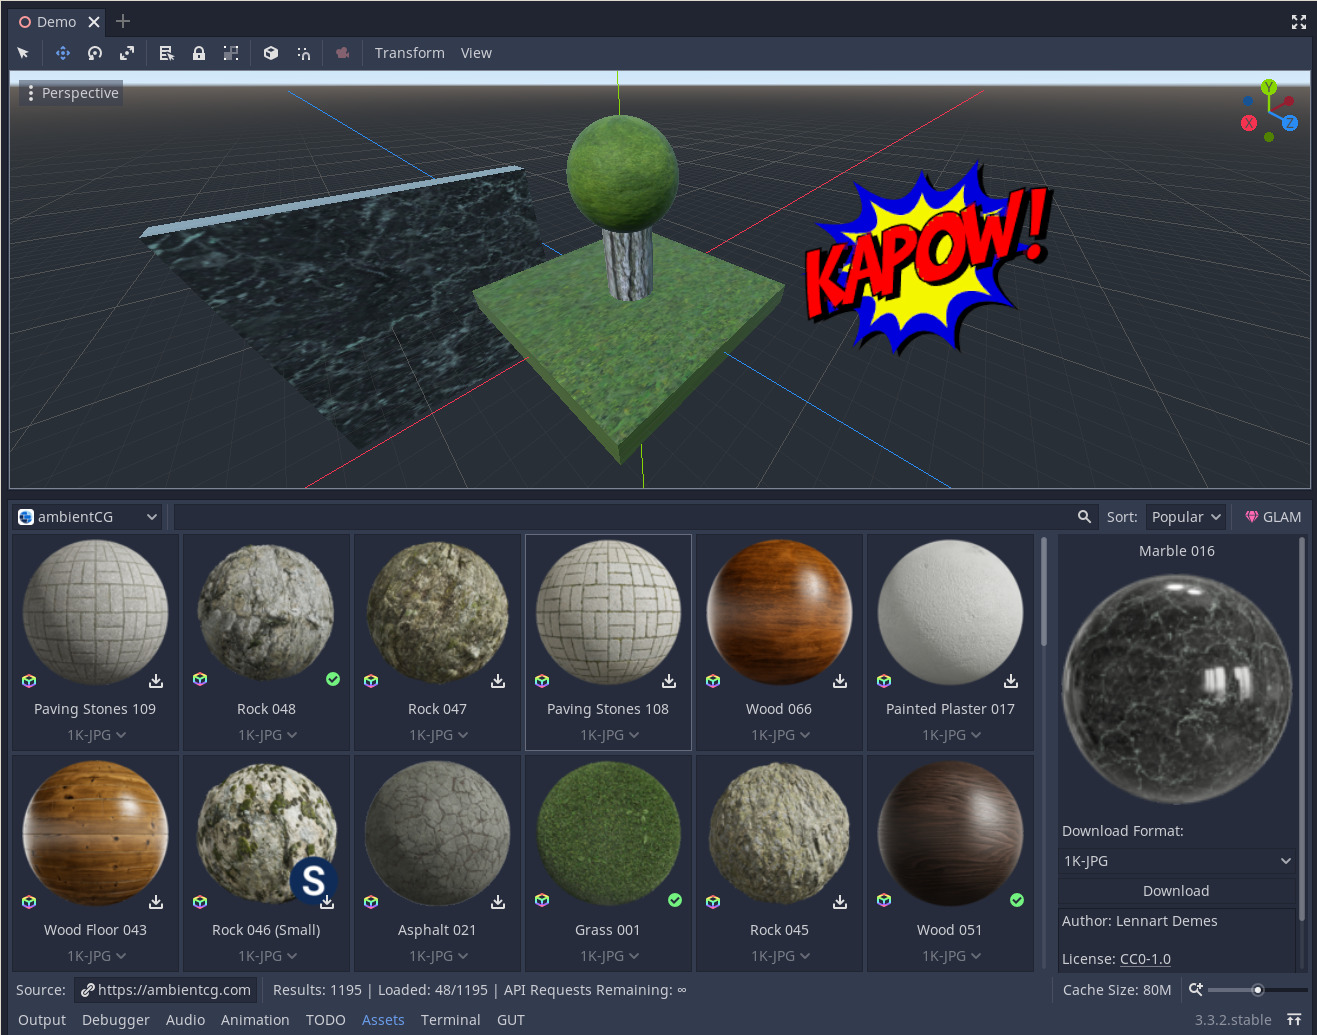 Demo
Transform View
Perspective
Y
X
Z
KAPOW!
ambientCG
Sort: Popular GLAM
Paving Stones 109
1K-JPG
Rock 048
1K-JPG
Rock 047
1K-JPG
Paving Stones 108
1K-JPG
Wood 066
1K-JPG
Painted Plaster 017
1K-JPG
Wood Floor 043
1K-JPG
S
Rock 046 (Small)
1K-JPG
Asphalt 021
1K-JPG
Grass 001
1K-JPG
Rock 045
1K-JPG
Wood 051
1K-JPG
Marble 016
Download Format:
1K-JPG
Download
Author: Lennart Demes
License: CC0-1.0
Source: https://ambientcg.com Results: 1195 | Loaded: 48/1195 | API Requests Remaining: ∞ Cache Size: 80M
Output Debugger Audio Animation TODO Assets Terminal GUT 3.3.2.stable